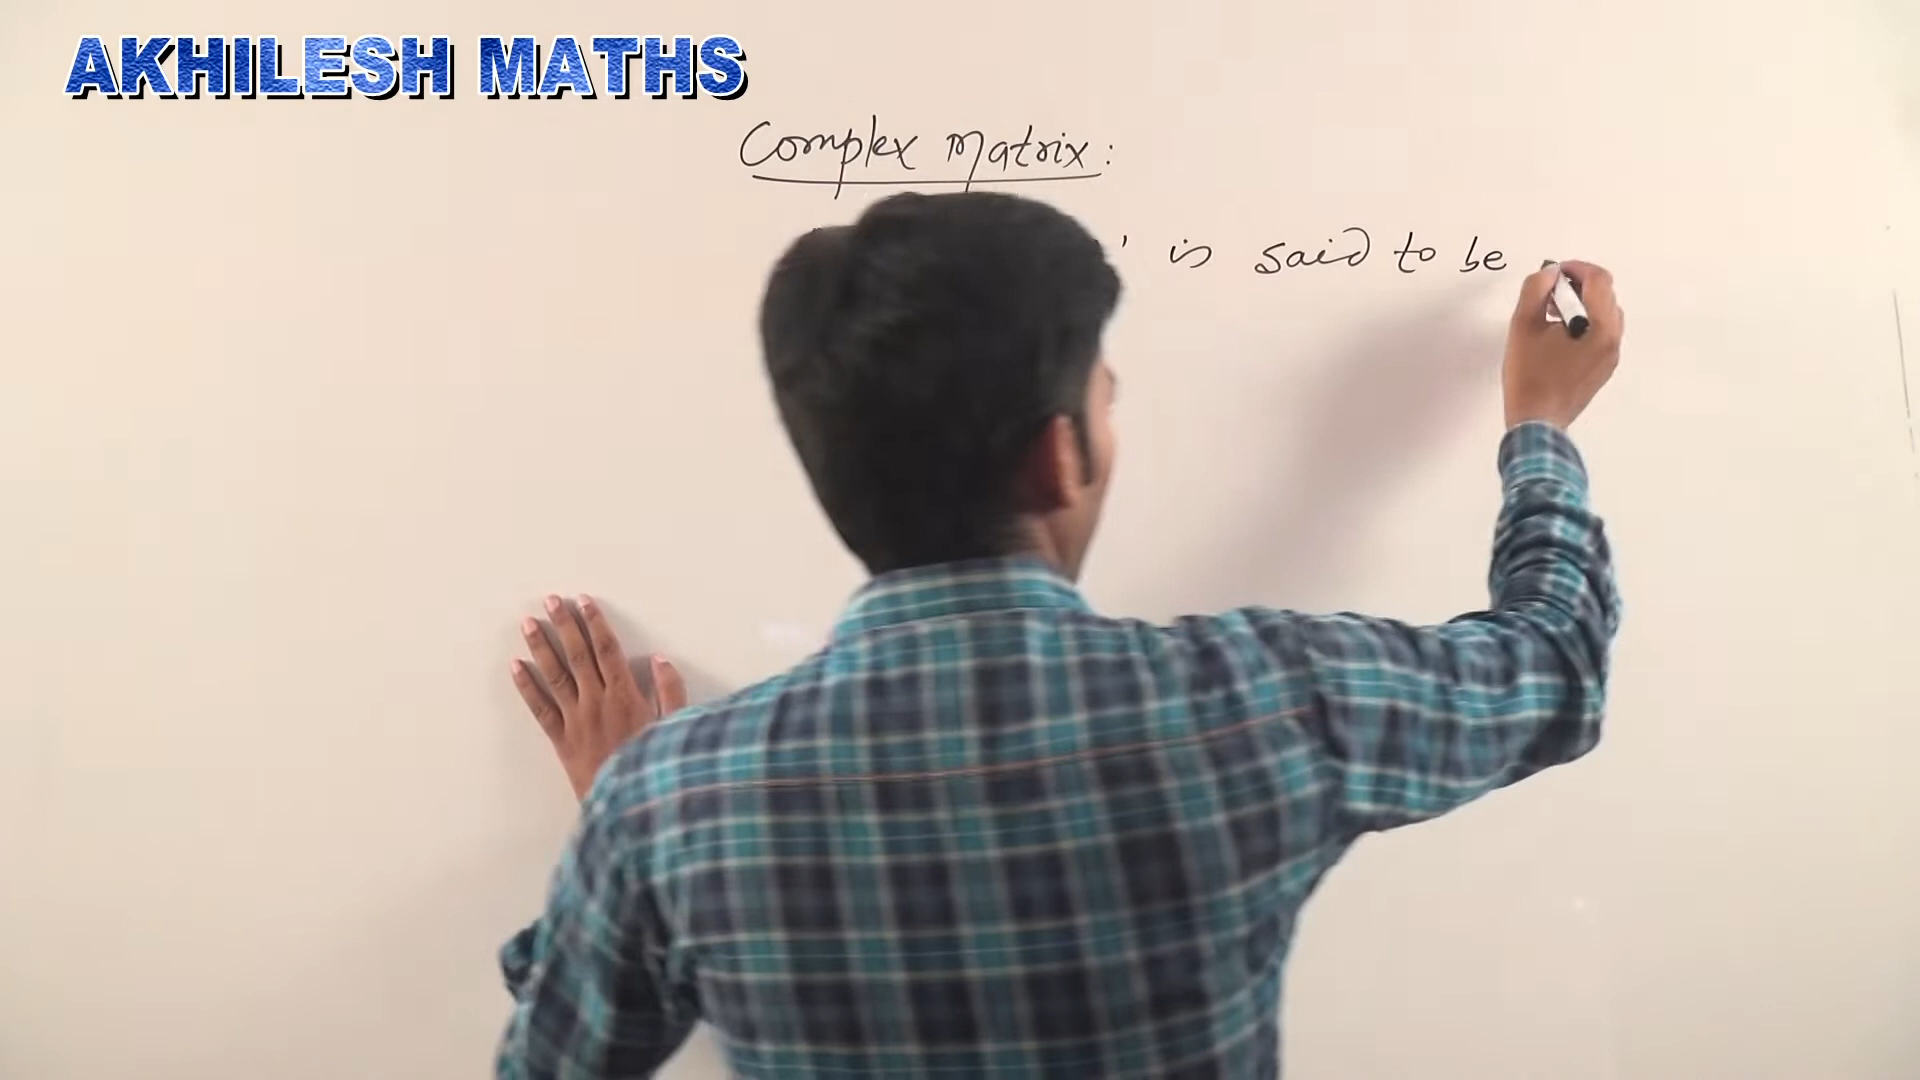 AKHILESH MATHS
Complex Matrix:
' is said to be